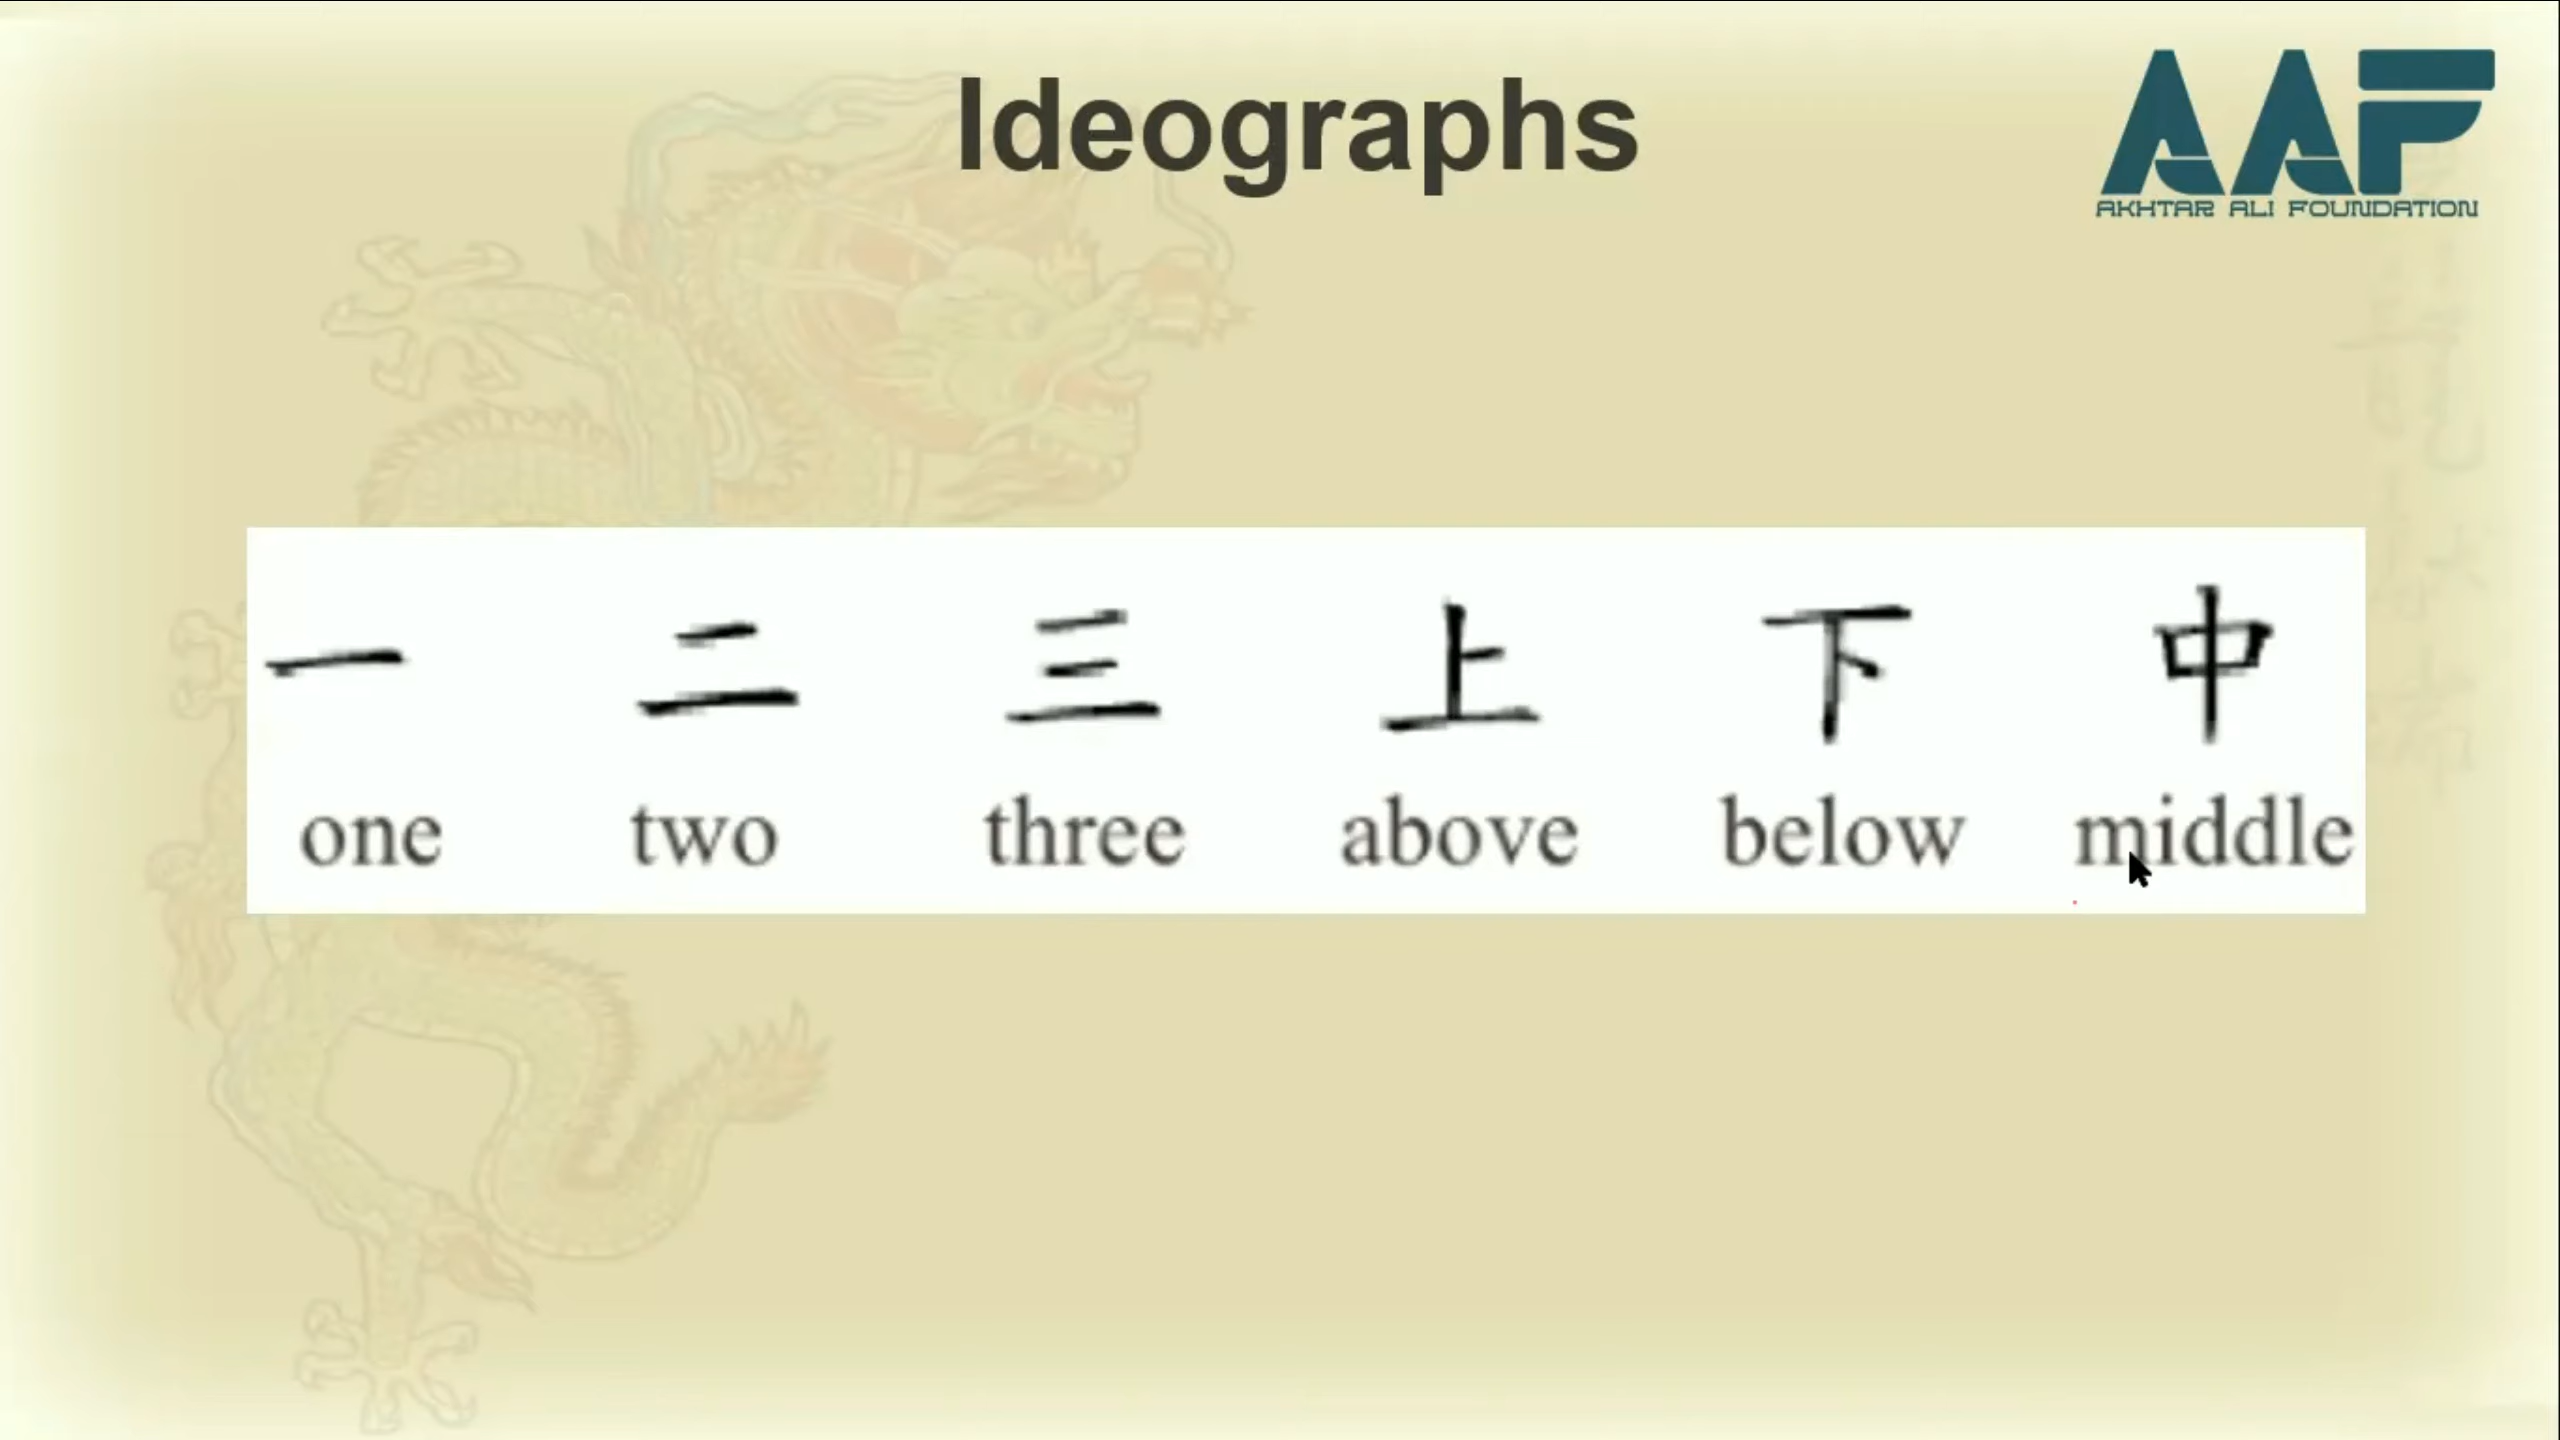 Ideographs
AAF
AKHTAR ALI FOUNDATION
一 二 三 上 下 中
one two three above below middle